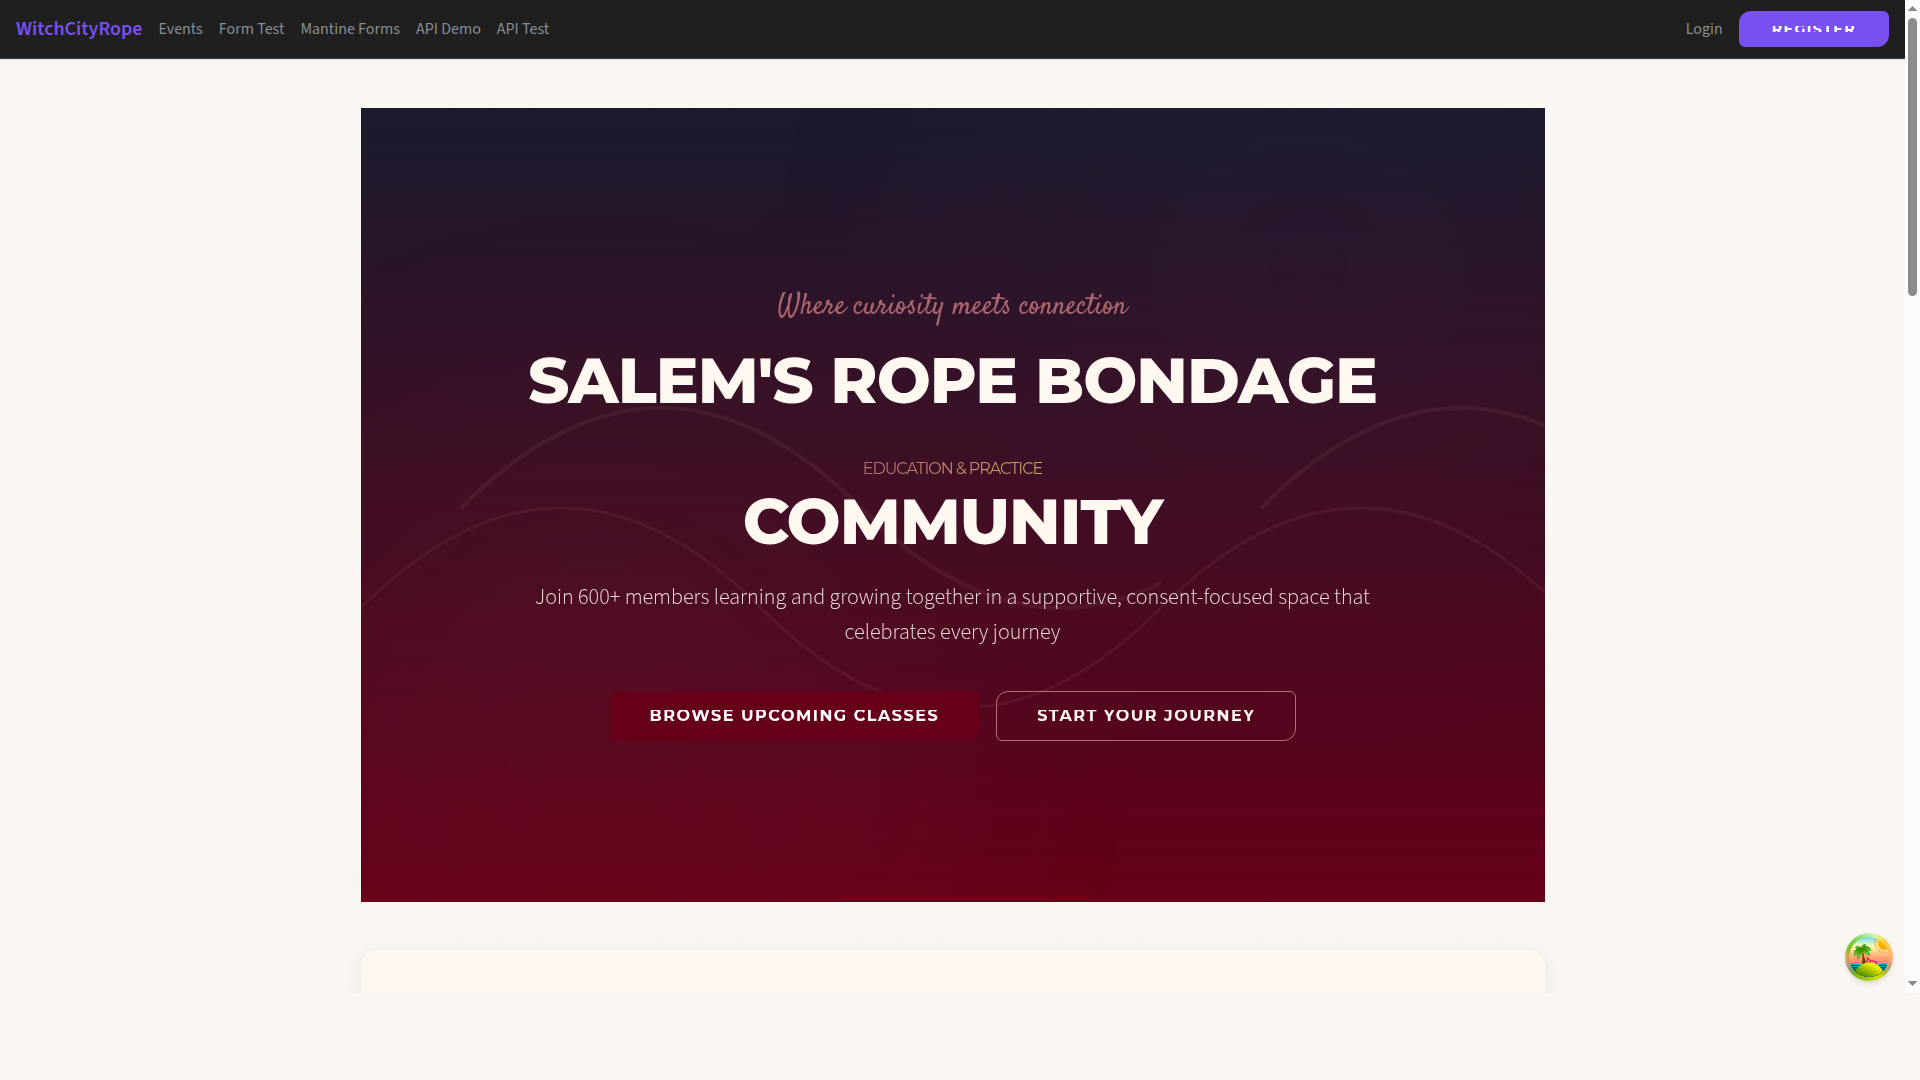 WitchCityRope Events Form Test Mantine Forms API Demo API Test Login REGISTER
Where curiosity meets connection
SALEM'S ROPE BONDAGE
EDUCATION & PRACTICE
COMMUNITY
Join 600+ members learning and growing together in a supportive, consent-focused space that
celebrates every journey
BROWSE UPCOMING CLASSES START YOUR JOURNEY